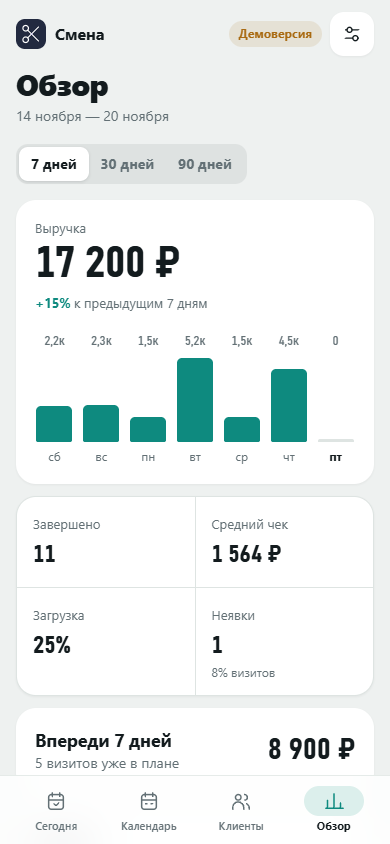 Смена
Демоверсия
Обзор
14 ноября — 20 ноября
7 дней 30 дней 90 дней
Выручка
17 200 ₽
+15% к предыдущим 7 дням
2,2к 2,3к 1,5к 5,2к 1,5к 4,5к 0
сб вс пн вт ср чт пт
Завершено
11
Средний чек
1 564 ₽
Загрузка
25%
Неявки
1
8% визитов
Впереди 7 дней
5 визитов уже в плане
8 900 ₽
Сегодня Календарь Клиенты Обзор